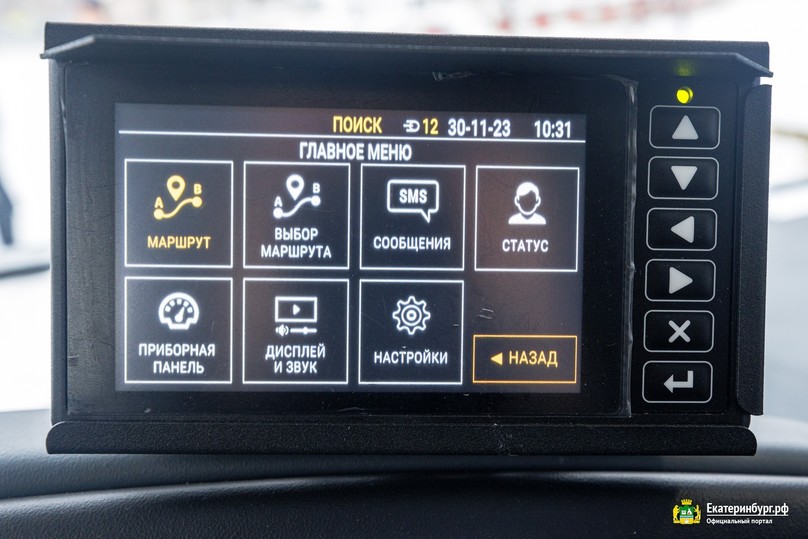 ПОИСК 12 30-11-23 10:31
ГЛАВНОЕ МЕНЮ
A B
МАРШРУТ
A B
ВЫБОР
МАРШРУТА
SMS
СООБЩЕНИЯ
СТАТУС
ПРИБОРНАЯ
ПАНЕЛЬ
ДИСПЛЕЙ
И ЗВУК
НАСТРОЙКИ
◄ НАЗАД
Екатеринбург.рф
Официальный портал